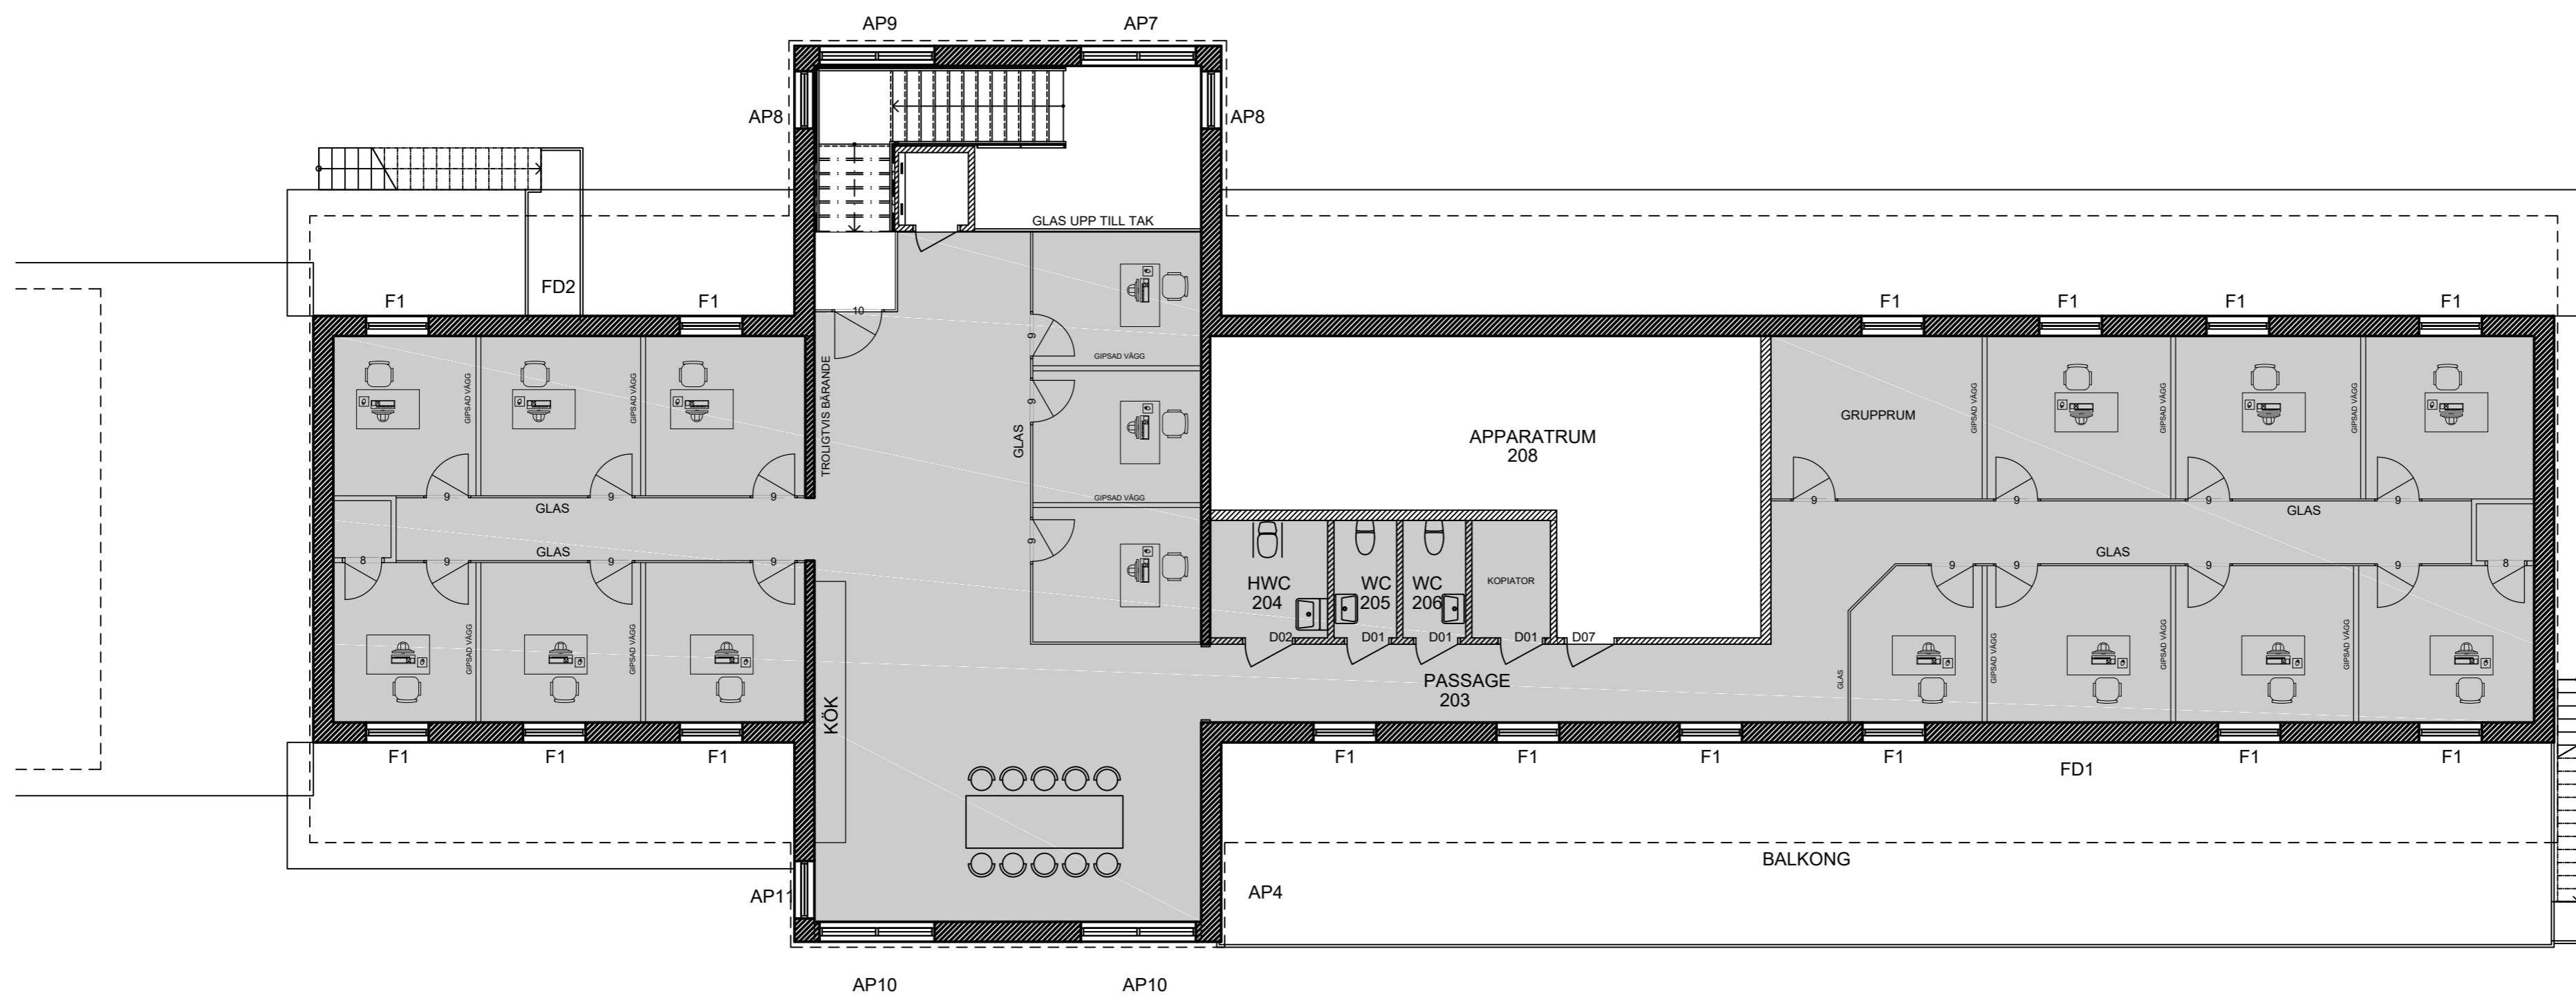 AP9
AP7
AP8
AP8
GLAS UPP TILL TAK
FD2
F1
F1
F1
F1
F1
F1
10
9
GIPSAD VÄGG
TROLIGTVIS BÄRANDE
GIPSAD VÄGG
GIPSAD VÄGG
9
GLAS
GIPSAD VÄGG
APPARATRUM
208
GRUPPRUM
GIPSAD VÄGG
GIPSAD VÄGG
GIPSAD VÄGG
9
9
9
9
9
9
9
GLAS
GLAS
9
GLAS
GLAS
8
9
9
9
9
9
9
9
8
HWC
204
WC
205
WC
206
KOPIATOR
D02
D01
D01
D01
D07
GIPSAD VÄGG
GIPSAD VÄGG
GLAS
GIPSAD VÄGG
GIPSAD VÄGG
GIPSAD VÄGG
PASSAGE
203
KÖK
F1
F1
F1
F1
F1
F1
F1
FD1
F1
F1
BALKONG
AP11
AP4
AP10
AP10